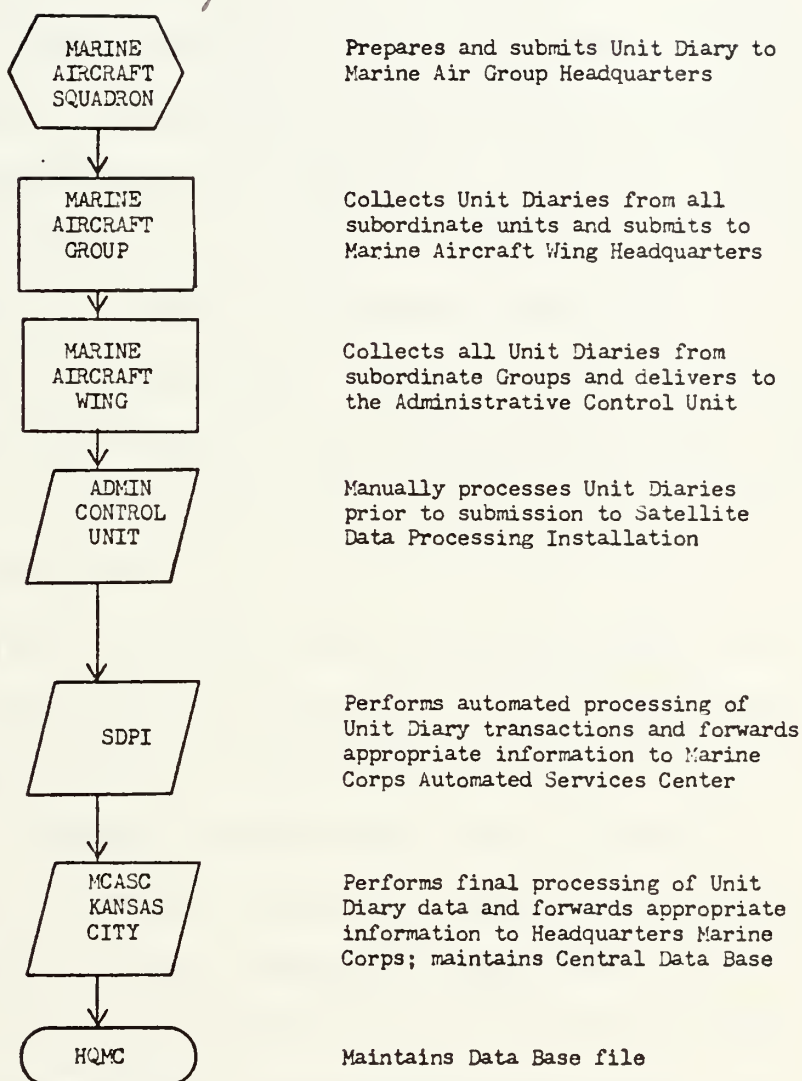 MARINE
AIRCRAFT
SQUADRON
Prepares and submits Unit Diary to
Marine Air Group Headquarters
MARINE
AIRCRAFT
GROUP
Collects Unit Diaries from all
subordinate units and submits to
Marine Aircraft Wing Headquarters
MARINE
AIRCRAFT
WING
Collects all Unit Diaries from
subordinate Groups and delivers to
the Administrative Control Unit
ADMIN
CONTROL
UNIT
Manually processes Unit Diaries
prior to submission to Satellite
Data Processing Installation
SDPI
Performs automated processing of
Unit Diary transactions and forwards
appropriate information to Marine
Corps Automated Services Center
MCASC
KANSAS
CITY
Performs final processing of Unit
Diary data and forwards appropriate
information to Headquarters Marine
Corps; maintains Central Data Base
HQMC
Maintains Data Base file